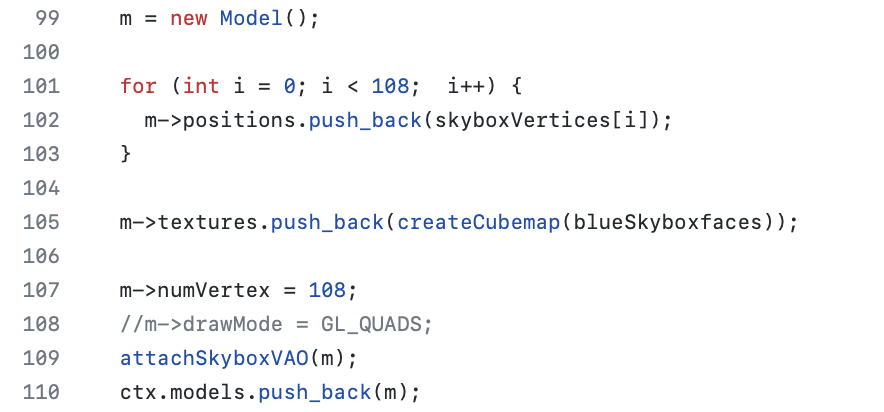 99 m = new Model();
100
101 for (int i = 0; i < 108;  i++) {
102   m->positions.push_back(skyboxVertices[i]);
103 }
104
105 m->textures.push_back(createCubemap(blueSkyboxfaces));
106
107 m->numVertex = 108;
108 //m->drawMode = GL_QUADS;
109 attachSkyboxVAO(m);
110 ctx.models.push_back(m);